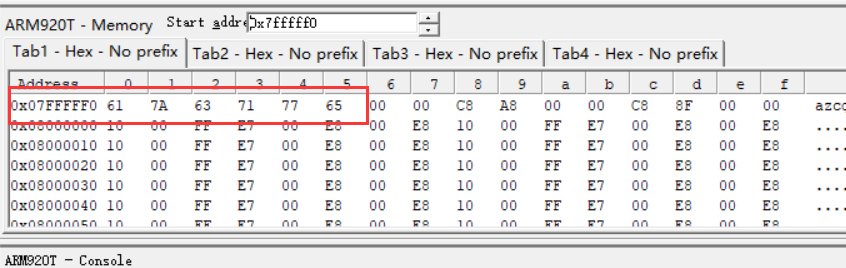 ARM920T - Memory Start addre 0x7fffff0
Tab1 - Hex - No prefix Tab2 - Hex - No prefix Tab3 - Hex - No prefix Tab4 - Hex - No prefix
Address 0 1 2 3 4 5 6 7 8 9 a b c d e f
0x07FFFFF0 61 7A 63 71 77 65 00 00 C8 A8 00 00 C8 8F 00 00 azcq
0x08000000 10 00 FF E7 00 E8 00 E8 10 00 FF E7 00 E8 00 E8 ....
0x08000010 10 00 FF E7 00 E8 00 E8 10 00 FF E7 00 E8 00 E8 ....
0x08000020 10 00 FF E7 00 E8 00 E8 10 00 FF E7 00 E8 00 E8 ....
0x08000030 10 00 FF E7 00 E8 00 E8 10 00 FF E7 00 E8 00 E8 ....
0x08000040 10 00 FF E7 00 E8 00 E8 10 00 FF E7 00 E8 00 E8 ....
0x08000050 10 00 FF E7 00 E8 00 E8 10 00 FF E7 00 E8 00 E8
ARM920T - Console